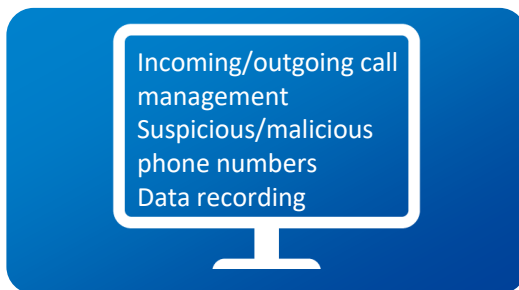 Incoming/outgoing call
management
Suspicious/malicious
phone numbers
Data recording